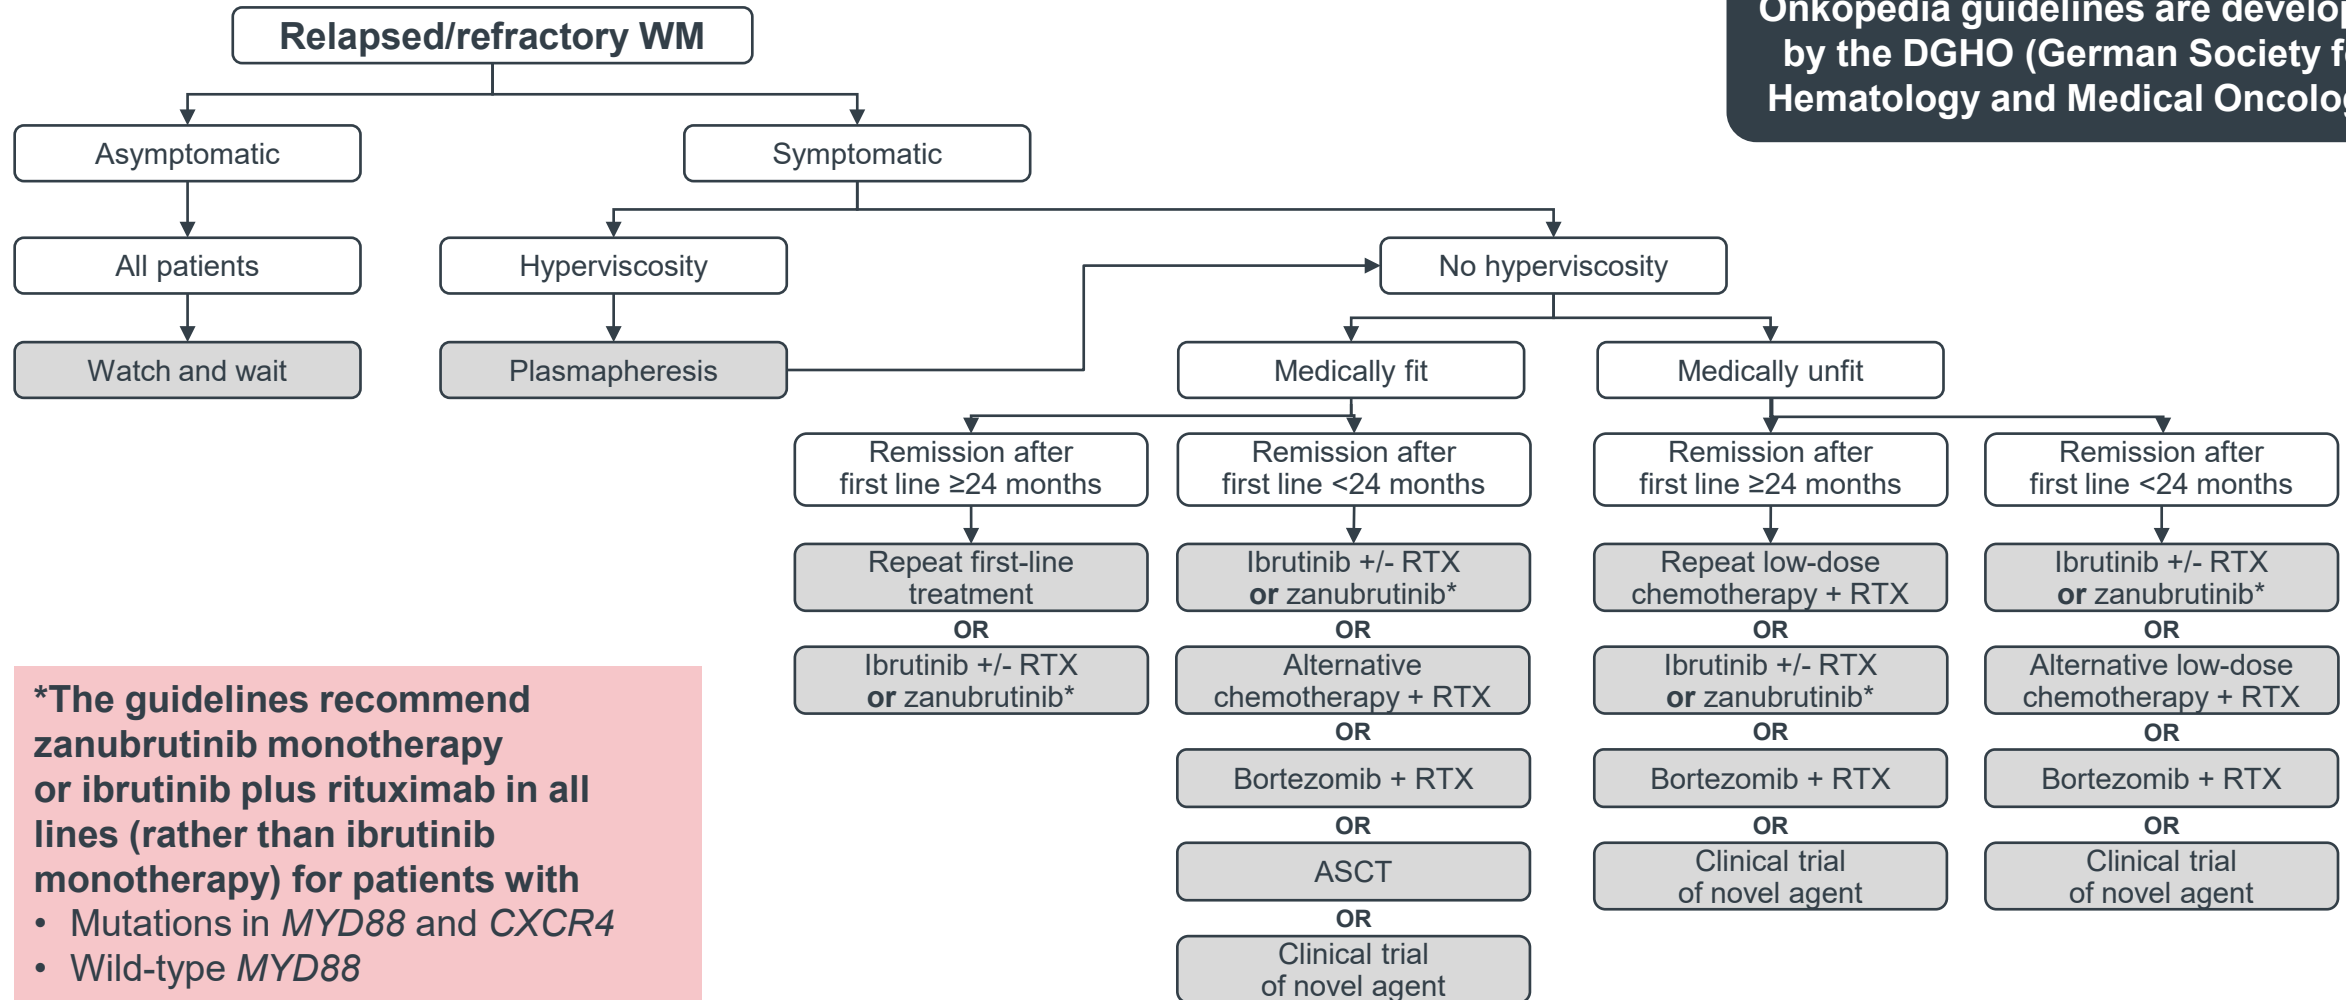 Onkopedia guidelines are
by the DGHO (German Society
Hematology and Medical
Relapsed/refractory WM
Asymptomatic
Symptomatic
All patients
Hyperviscosity
No hyperviscosity
Watch and wait
Plasmapheresis
Medically fit
Medically unfit
Remission after
first line ≥24 months
Remission after
first line <24 months
Remission after
first line ≥24 months
Remission after
first line <24 months
Repeat first-line
treatment
OR
Ibrutinib +/- RTX
or zanubrutinib*
Ibrutinib +/- RTX
or zanubrutinib*
OR
Alternative
chemotherapy + RTX
OR
Bortezomib + RTX
OR
ASCT
OR
Clinical trial
of novel agent
Repeat low-dose
chemotherapy + RTX
OR
Ibrutinib +/- RTX
or zanubrutinib*
OR
Bortezomib + RTX
OR
Clinical trial
of novel agent
Ibrutinib +/- RTX
or zanubrutinib*
OR
Alternative low-dose
chemotherapy + RTX
OR
Bortezomib + RTX
OR
Clinical trial
of novel agent
*The guidelines recommend
zanubrutinib monotherapy
or ibrutinib plus rituximab in all
lines (rather than ibrutinib
monotherapy) for patients with
• Mutations in MYD88 and CXCR4
• Wild-type MYD88